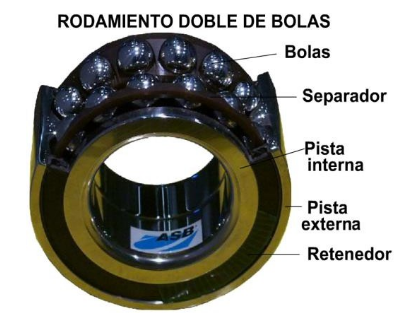 RODAMIENTO DOBLE DE BOLAS
Bolas
Separador
Pista
interna
Pista
externa
Retenedor
ASB